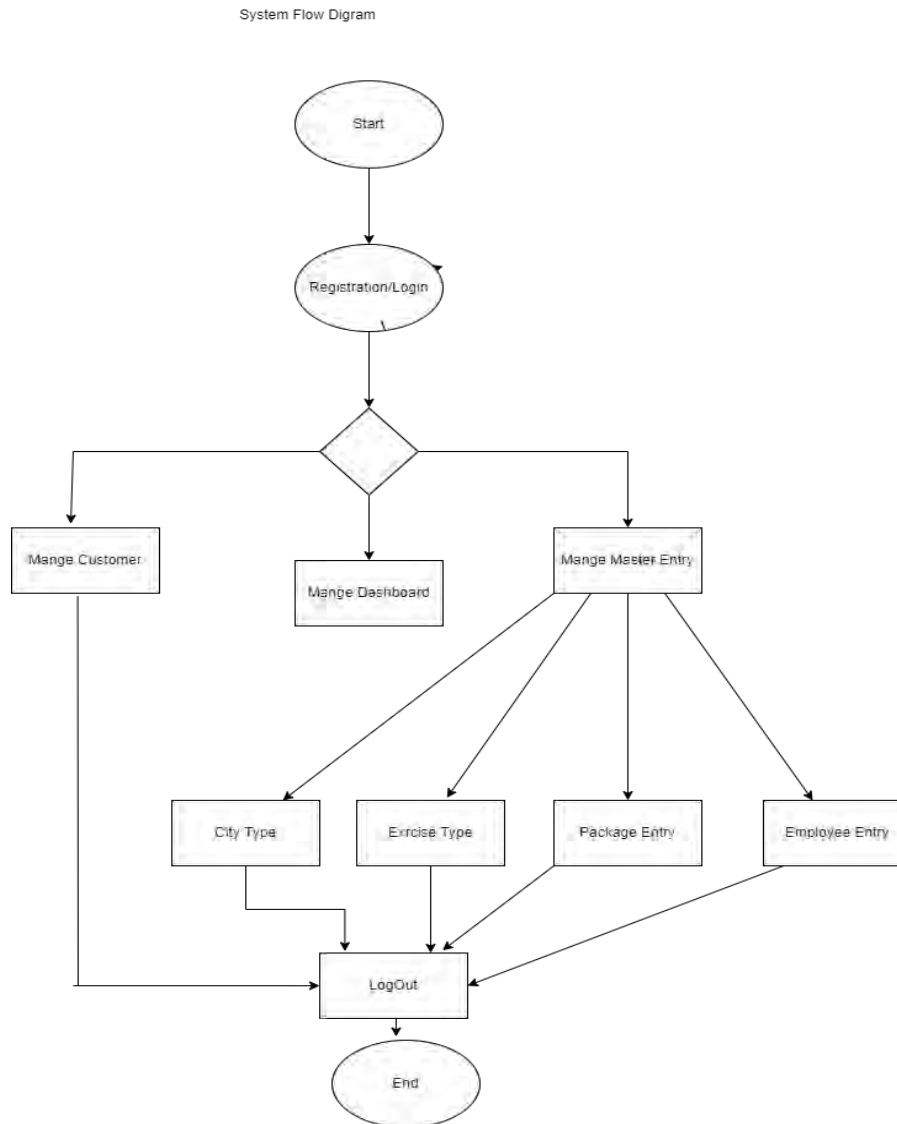 System Flow Digram
Start
Registration/Login
Mange Customer
Mange Dashboard
Mange Master Entry
City Type
Exrcise Type
Package Entry
Employee Entry
LogOut
End